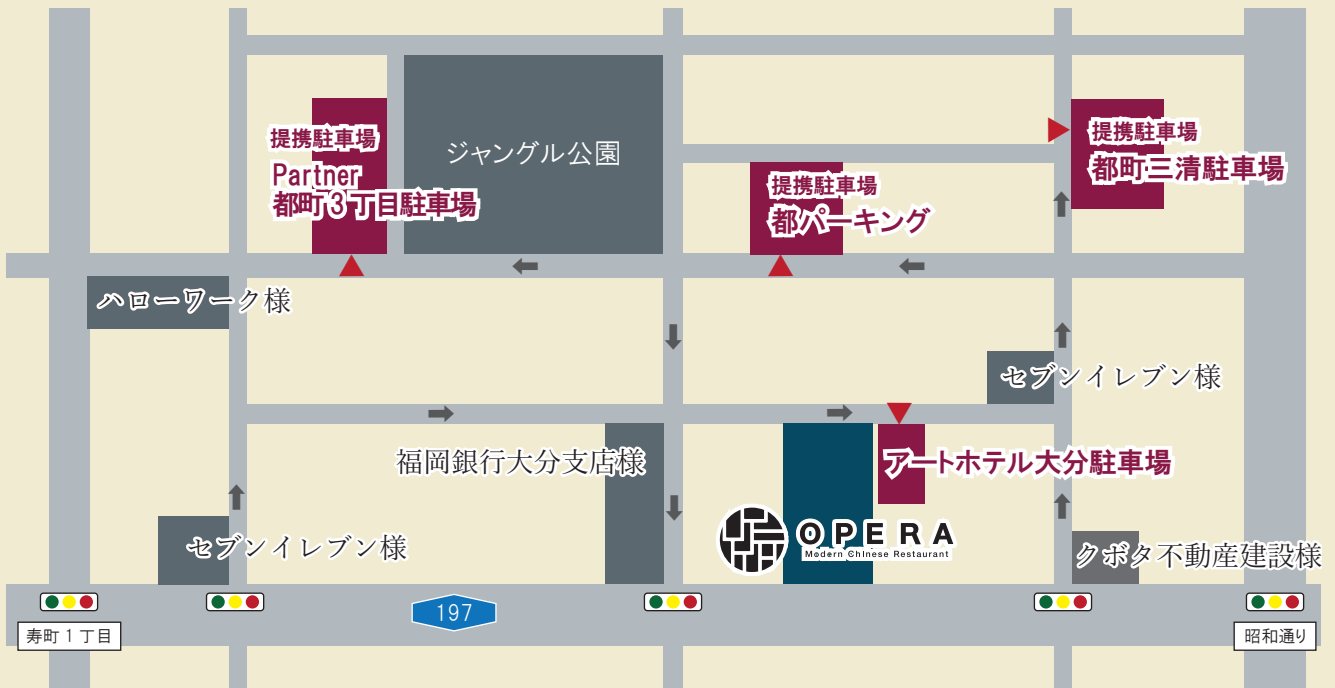 提携駐車場
Partner
都町３丁目駐車場
ジャングル公園
提携駐車場
都パーキング
提携駐車場
都町三清駐車場
ハローワーク様
セブンイレブン様
福岡銀行大分支店様
アートホテル大分駐車場
セブンイレブン様
OPERA
Modern Chinese Restaurant
クボタ不動産建設様
197
寿町１丁目
昭和通り